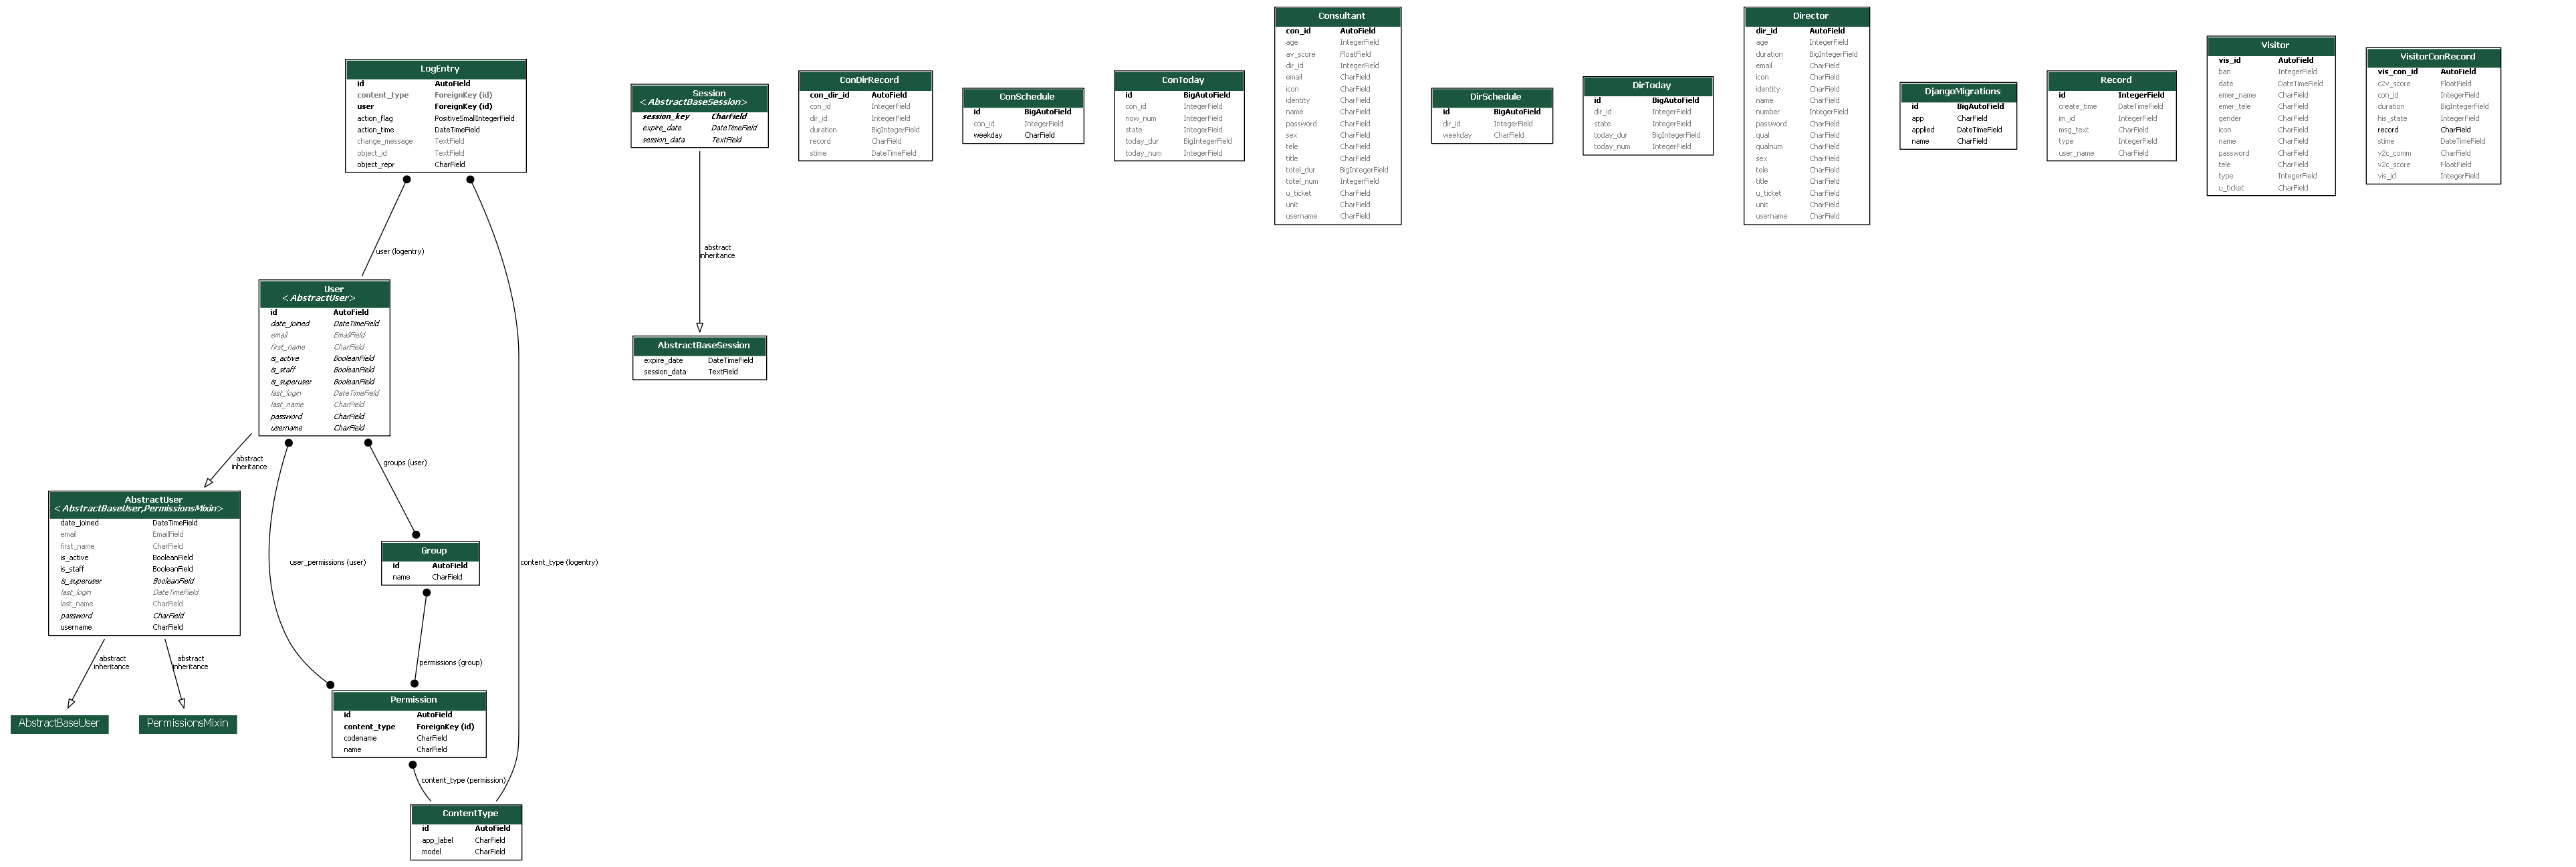 LogEntry
id AutoField
content_type ForeignKey (id)
user ForeignKey (id)
action_flag PositiveSmallIntegerField
action_time DateTimeField
change_message TextField
object_id TextField
object_repr CharField
user (logentry)
User
<AbstractUser>
id AutoField
date_joined DateTimeField
email EmailField
first_name CharField
is_active BooleanField
is_staff BooleanField
is_superuser BooleanField
last_login DateTimeField
last_name CharField
password CharField
username CharField
abstract
inheritance
groups (user)
AbstractUser
<AbstractBaseUser,PermissionsMixin>
date_joined DateTimeField
email EmailField
first_name CharField
is_active BooleanField
is_staff BooleanField
is_superuser BooleanField
last_login DateTimeField
last_name CharField
password CharField
username CharField
user_permissions (user)
Group
id AutoField
name CharField
content_type (logentry)
abstract
inheritance
abstract
inheritance
permissions (group)
AbstractBaseUser
PermissionsMixin
Permission
id AutoField
content_type ForeignKey (id)
codename CharField
name CharField
content_type (permission)
ContentType
id AutoField
app_label CharField
model CharField
Session
<AbstractBaseSession>
session_key CharField
expire_date DateTimeField
session_data TextField
abstract
inheritance
AbstractBaseSession
expire_date DateTimeField
session_data TextField
ConDirRecord
con_dir_id AutoField
con_id IntegerField
dir_id IntegerField
duration BigIntegerField
record CharField
stime DateTimeField
ConSchedule
id BigAutoField
con_id IntegerField
weekday CharField
ConToday
id BigAutoField
con_id IntegerField
now_num IntegerField
state IntegerField
today_dur BigIntegerField
today_num IntegerField
Consultant
con_id AutoField
age IntegerField
av_score FloatField
dir_id IntegerField
email CharField
icon CharField
identity CharField
name CharField
password CharField
sex CharField
tele CharField
title CharField
totel_dur BigIntegerField
totel_num IntegerField
u_ticket CharField
unit CharField
username CharField
DirSchedule
id BigAutoField
dir_id IntegerField
weekday CharField
DirToday
id BigAutoField
dir_id IntegerField
state IntegerField
today_dur BigIntegerField
today_num IntegerField
Director
dir_id AutoField
age IntegerField
duration BigIntegerField
email CharField
icon CharField
identity CharField
name CharField
number IntegerField
password CharField
qual CharField
qualnum CharField
sex CharField
tele CharField
title CharField
u_ticket CharField
unit CharField
username CharField
DjangoMigrations
id BigAutoField
app CharField
applied DateTimeField
name CharField
Record
id IntegerField
create_time DateTimeField
im_id IntegerField
msg_text CharField
type IntegerField
user_name CharField
Visitor
vis_id AutoField
ban IntegerField
date DateTimeField
emer_name CharField
emer_tele CharField
gender CharField
icon CharField
name CharField
password CharField
tele CharField
type IntegerField
u_ticket CharField
VisitorConRecord
vis_con_id AutoField
c2v_score FloatField
con_id IntegerField
duration BigIntegerField
his_state IntegerField
record CharField
stime DateTimeField
v2c_comm CharField
v2c_score FloatField
vis_id IntegerField